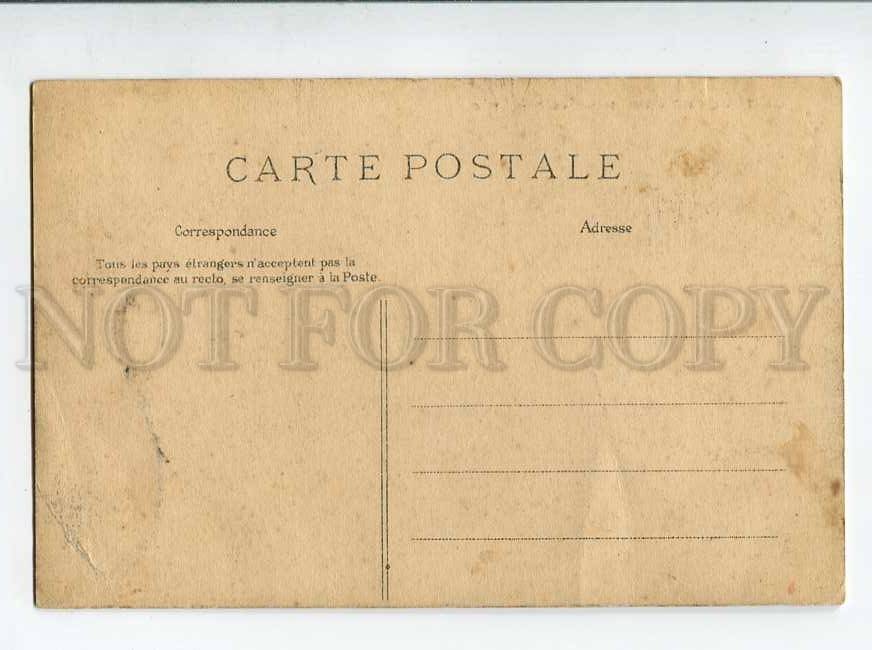 CARTE POSTALE
Correspondance
Adresse
Tous les pays étrangers n'acceptent pas la
correspondance au recto, se renseigner à la Poste.
NOT FOR COPY